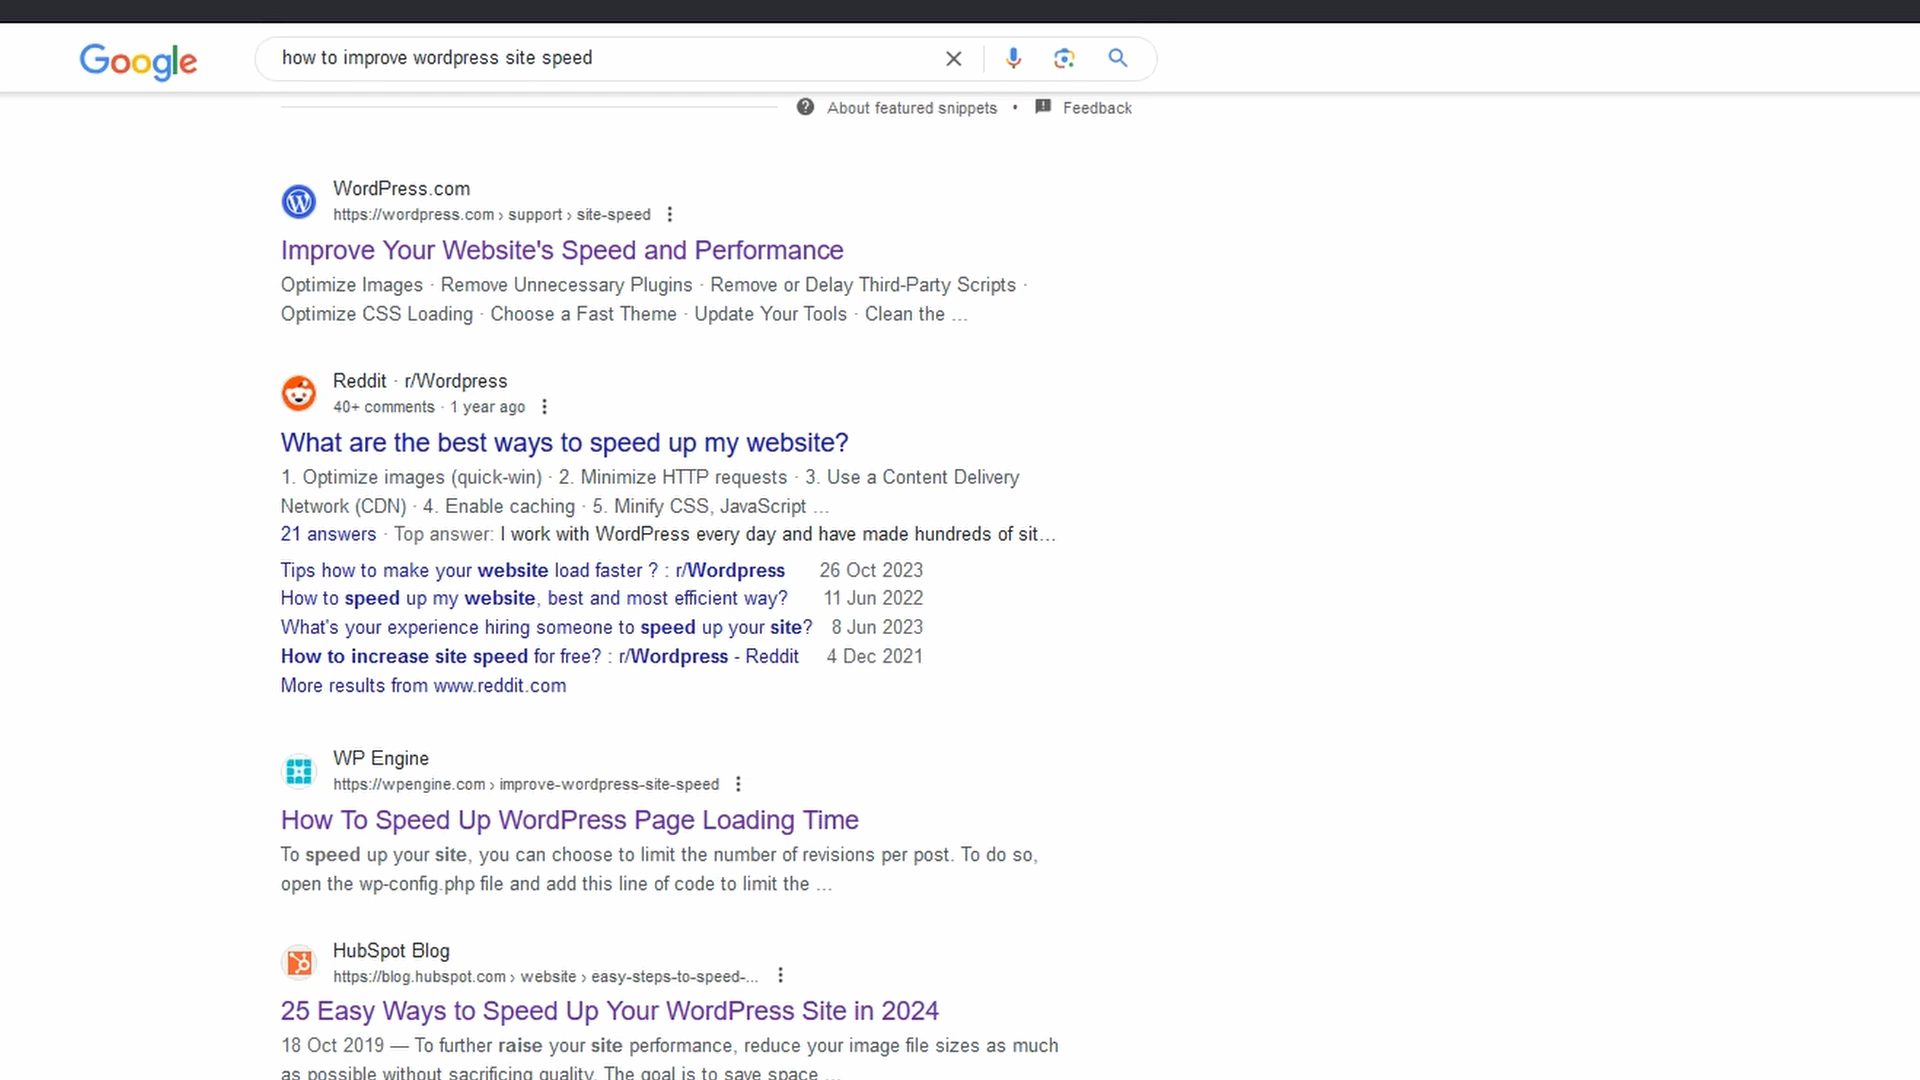 Google
how to improve wordpress site speed
About featured snippets • Feedback
WordPress.com
https://wordpress.com › support › site-speed
Improve Your Website's Speed and Performance
Optimize Images · Remove Unnecessary Plugins · Remove or Delay Third-Party Scripts ·
Optimize CSS Loading · Choose a Fast Theme · Update Your Tools · Clean the ...
Reddit · r/Wordpress
40+ comments · 1 year ago
What are the best ways to speed up my website?
1. Optimize images (quick-win) · 2. Minimize HTTP requests · 3. Use a Content Delivery
Network (CDN) · 4. Enable caching · 5. Minify CSS, JavaScript ...
21 answers · Top answer: I work with WordPress every day and have made hundreds of sit...
Tips how to make your website load faster ? : r/Wordpress 26 Oct 2023
How to speed up my website, best and most efficient way? 11 Jun 2022
What's your experience hiring someone to speed up your site? 8 Jun 2023
How to increase site speed for free? : r/Wordpress - Reddit 4 Dec 2021
More results from www.reddit.com
WP Engine
https://wpengine.com › improve-wordpress-site-speed
How To Speed Up WordPress Page Loading Time
To speed up your site, you can choose to limit the number of revisions per post. To do so,
open the wp-config.php file and add this line of code to limit the ...
HubSpot Blog
https://blog.hubspot.com › website › easy-steps-to-speed-...
25 Easy Ways to Speed Up Your WordPress Site in 2024
18 Oct 2019 — To further raise your site performance, reduce your image file sizes as much
as possible without sacrificing quality. The goal is to save space ...